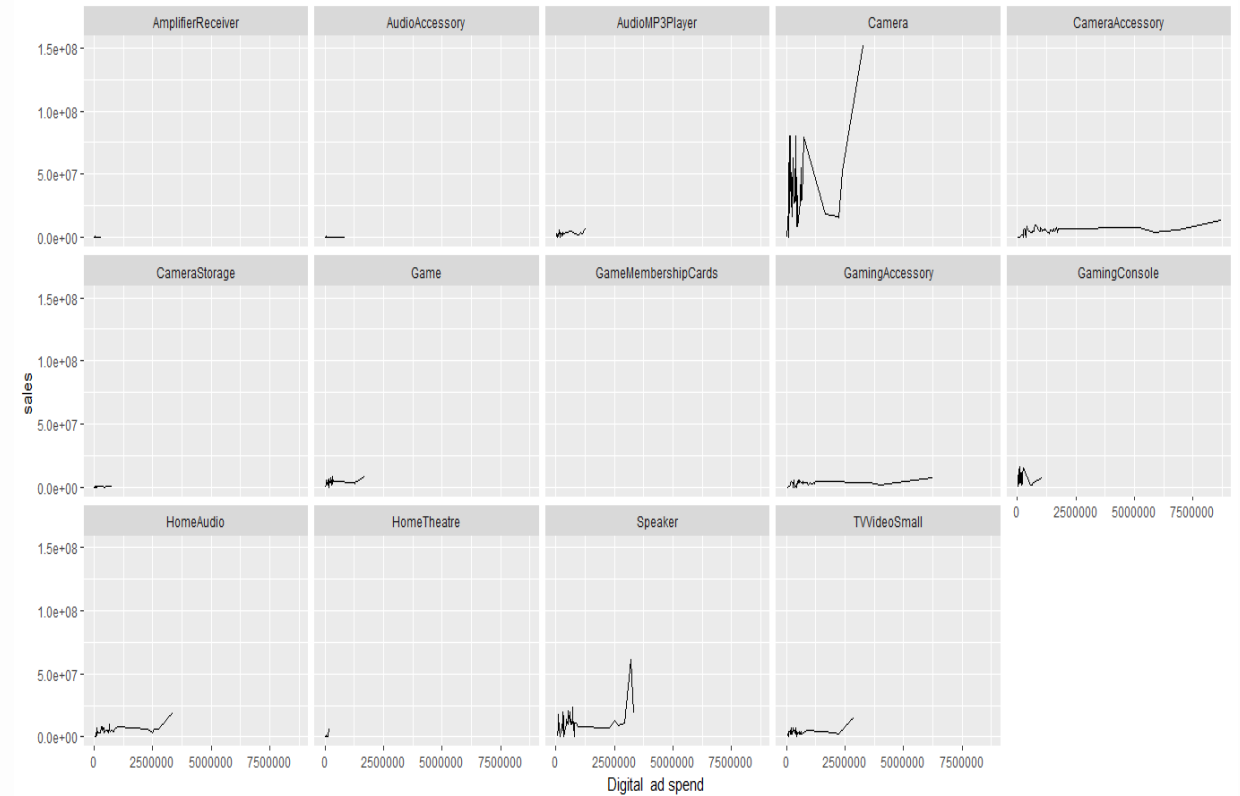 AmplifierReceiver AudioAccessory AudioMP3Player Camera CameraAccessory
1.5e+08
1.0e+08
5.0e+07
0.0e+00
CameraStorage Game GameMembershipCards GamingAccessory GamingConsole
1.5e+08
1.0e+08
sales
5.0e+07
0.0e+00
0 2500000 5000000 7500000
HomeAudio HomeTheatre Speaker TVVideoSmall
1.5e+08
1.0e+08
5.0e+07
0.0e+00
0 2500000 5000000 7500000 0 2500000 5000000 7500000 0 2500000 5000000 7500000 0 2500000 5000000 7500000
Digital ad spend